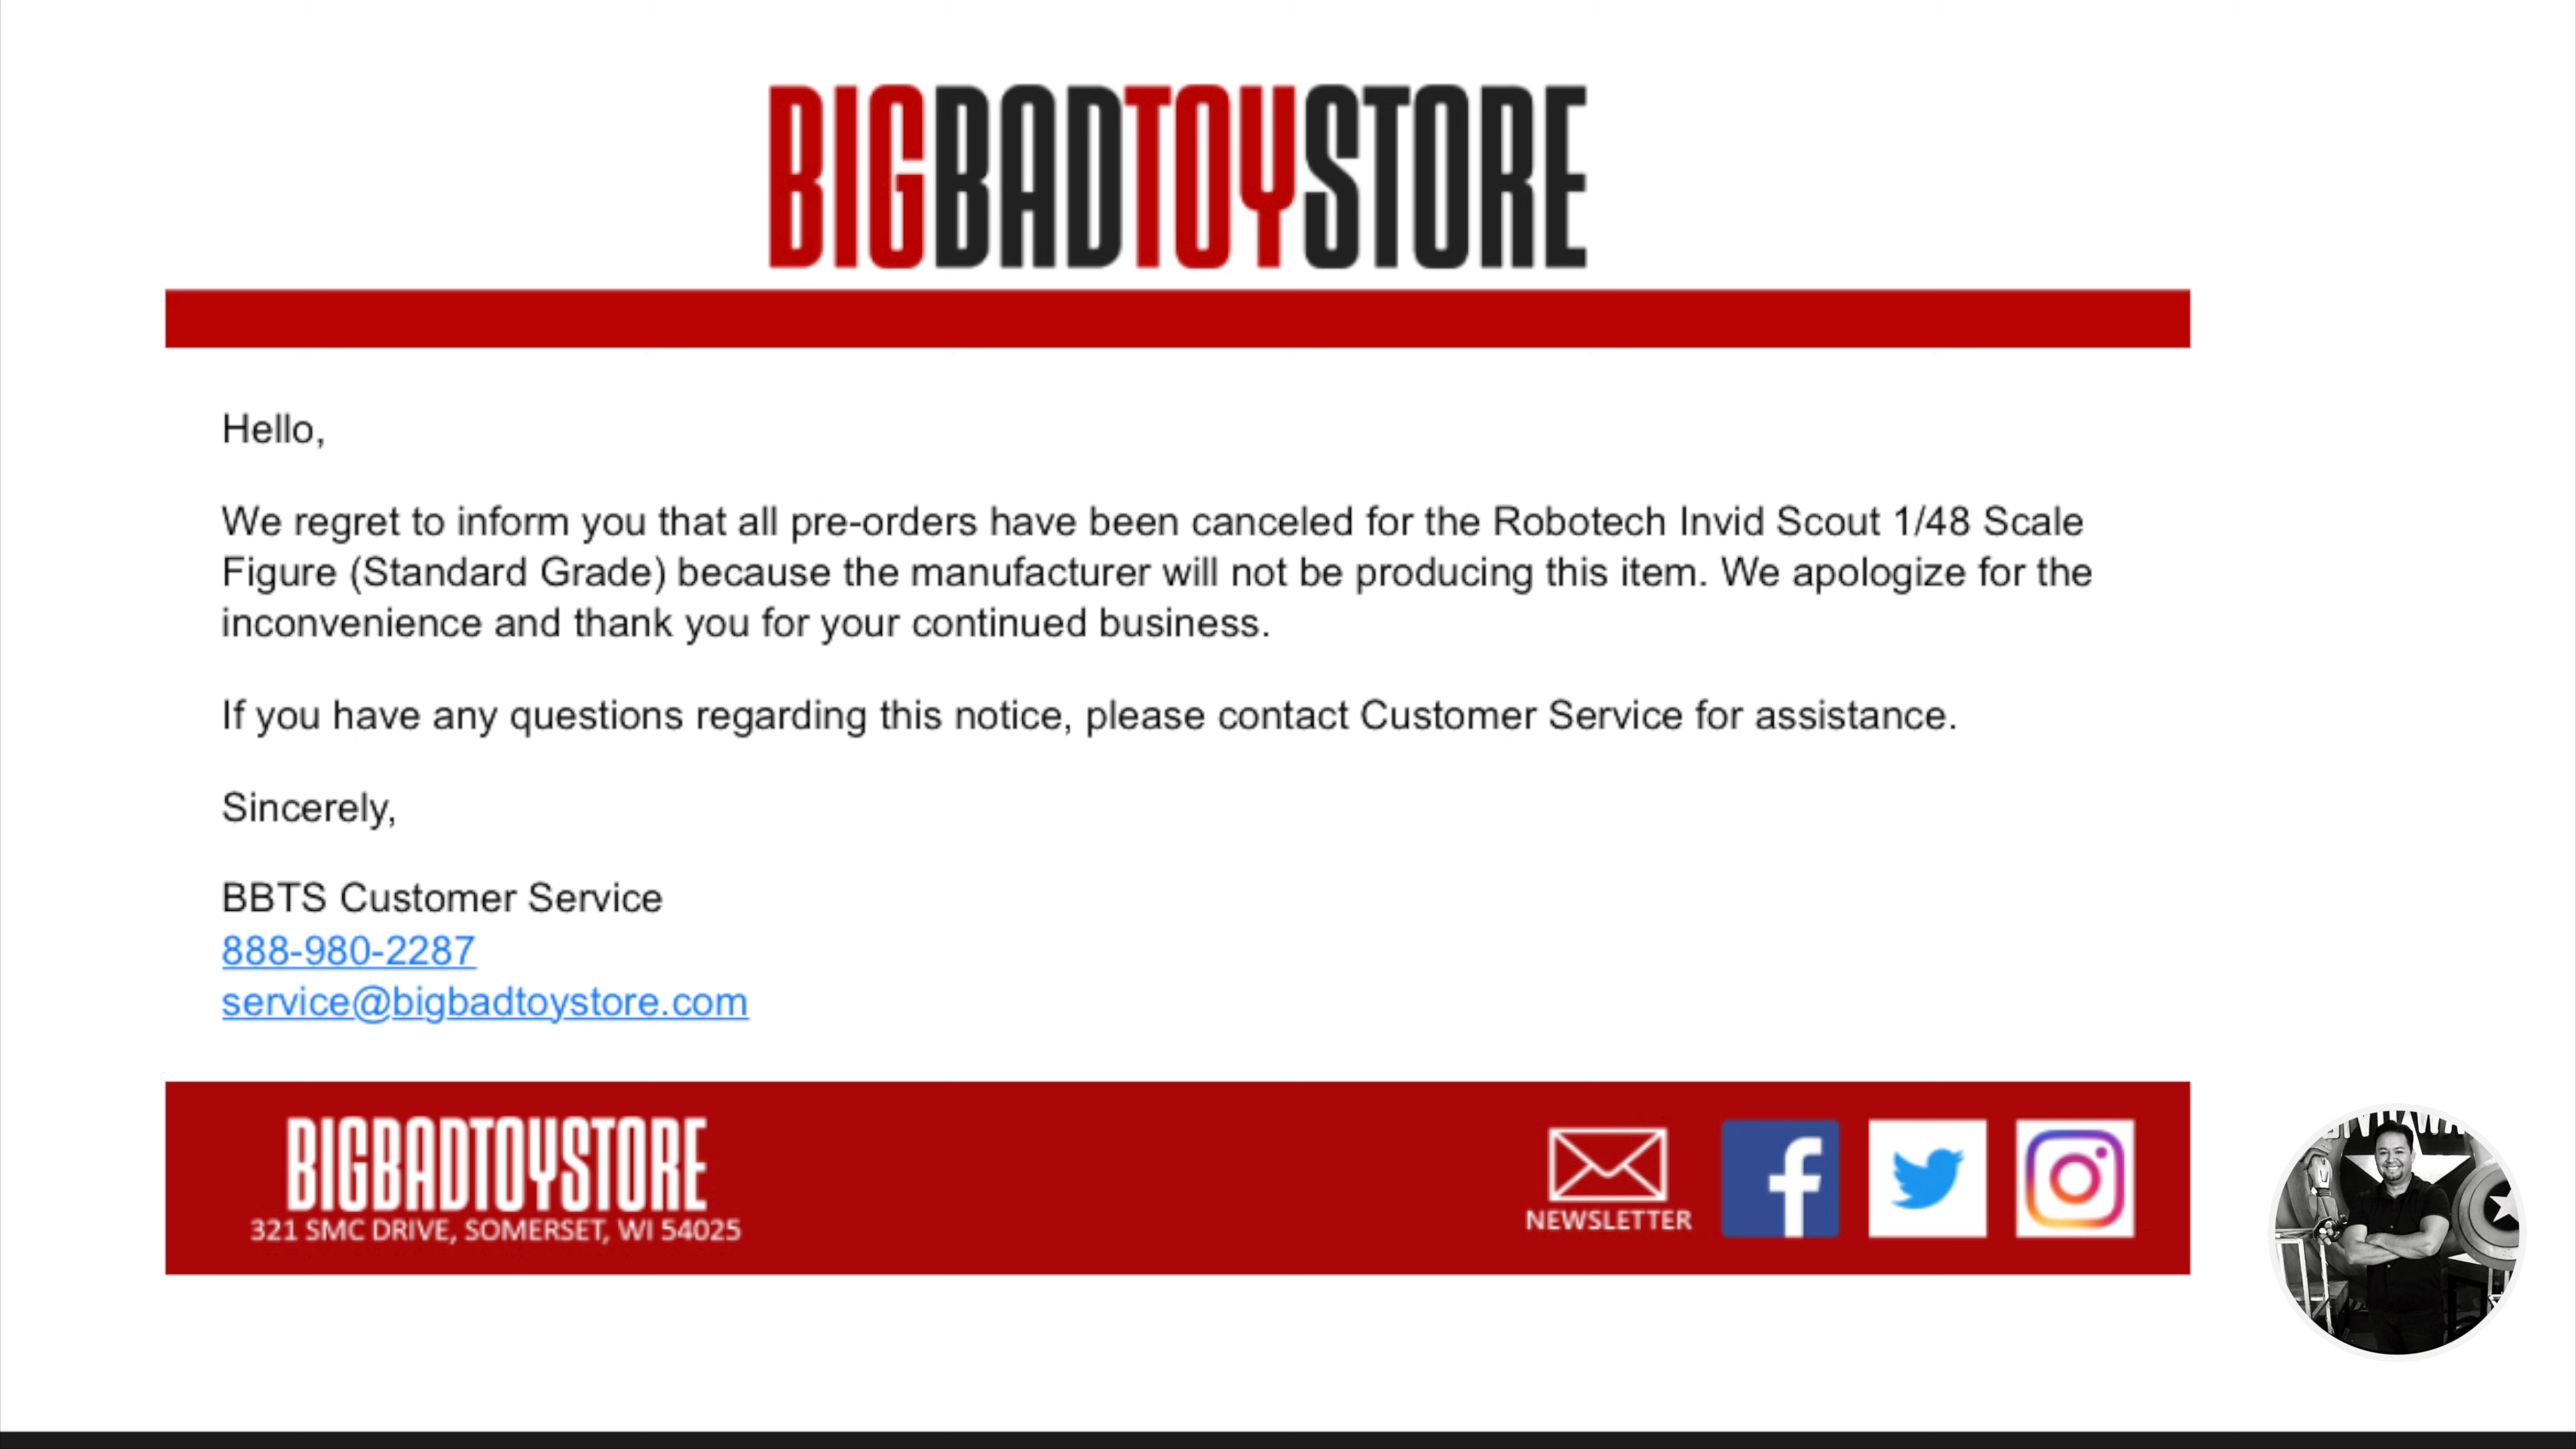 BIGBADTOYSTORE
Hello,
We regret to inform you that all pre-orders have been canceled for the Robotech Invid Scout 1/48 Scale
Figure (Standard Grade) because the manufacturer will not be producing this item. We apologize for the
inconvenience and thank you for your continued business.
If you have any questions regarding this notice, please contact Customer Service for assistance.
Sincerely,
BBTS Customer Service
888-980-2287
service@bigbadtoystore.com
BIGBADTOYSTORE
321 SMC DRIVE, SOMERSET, WI 54025
NEWSLETTER